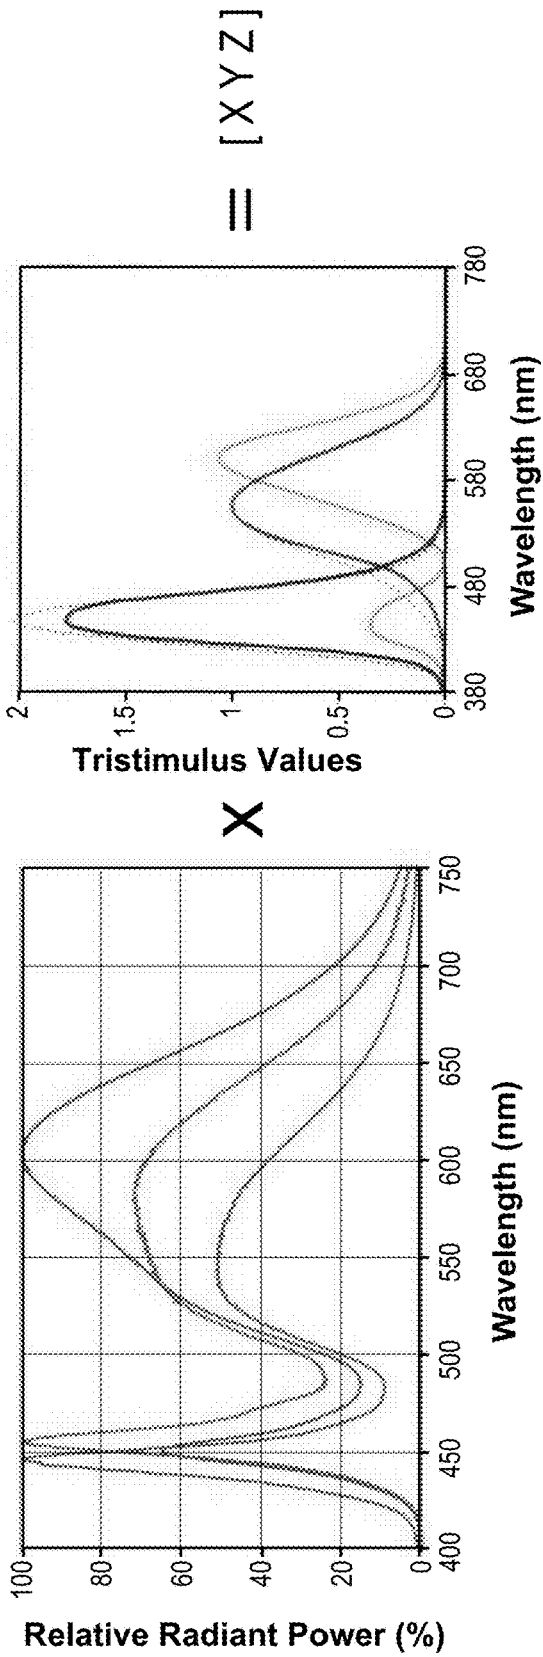 Relative Radiant Power (%)
100
80
60
40
20
0
400 450 500 550 600 650 700 750
Wavelength (nm)
X
Tristimulus Values
2
1.5
1
0.5
0
380 480 580 680 780
Wavelength (nm)
= [ X Y Z ]